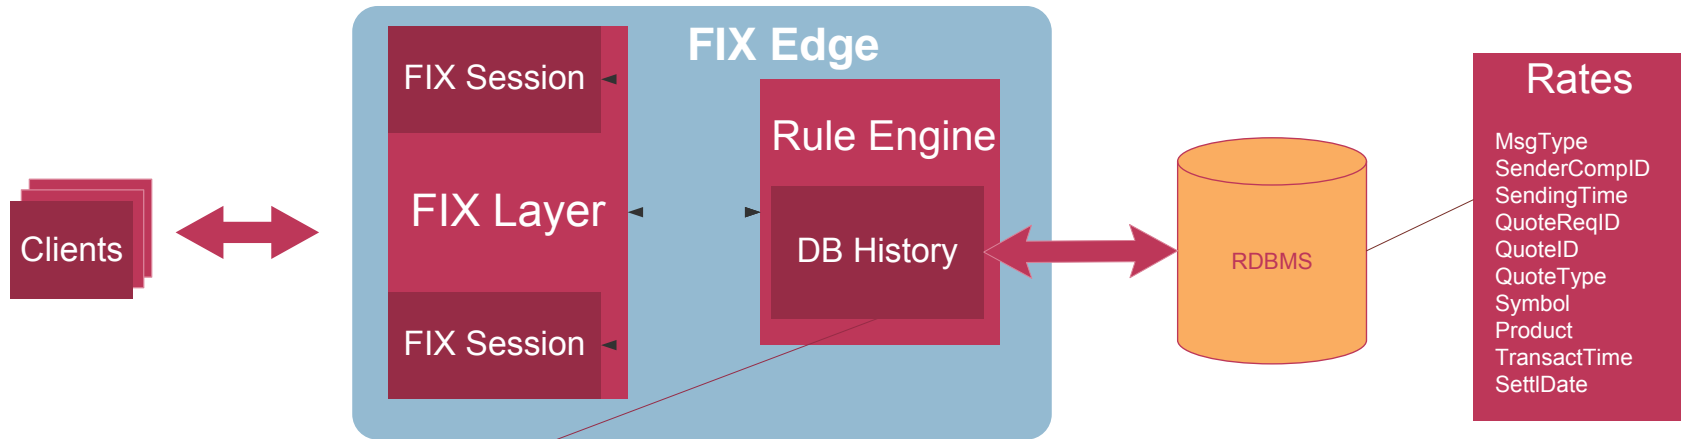 FIX Edge
FIX Session
FIX Layer
FIX Session
Clients
Rule Engine
DB History
RDBMS
Rates
MsgType
SenderCompID
SendingTime
QuoteReqID
QuoteID
QuoteType
Symbol
Product
TransactTime
SettlDate